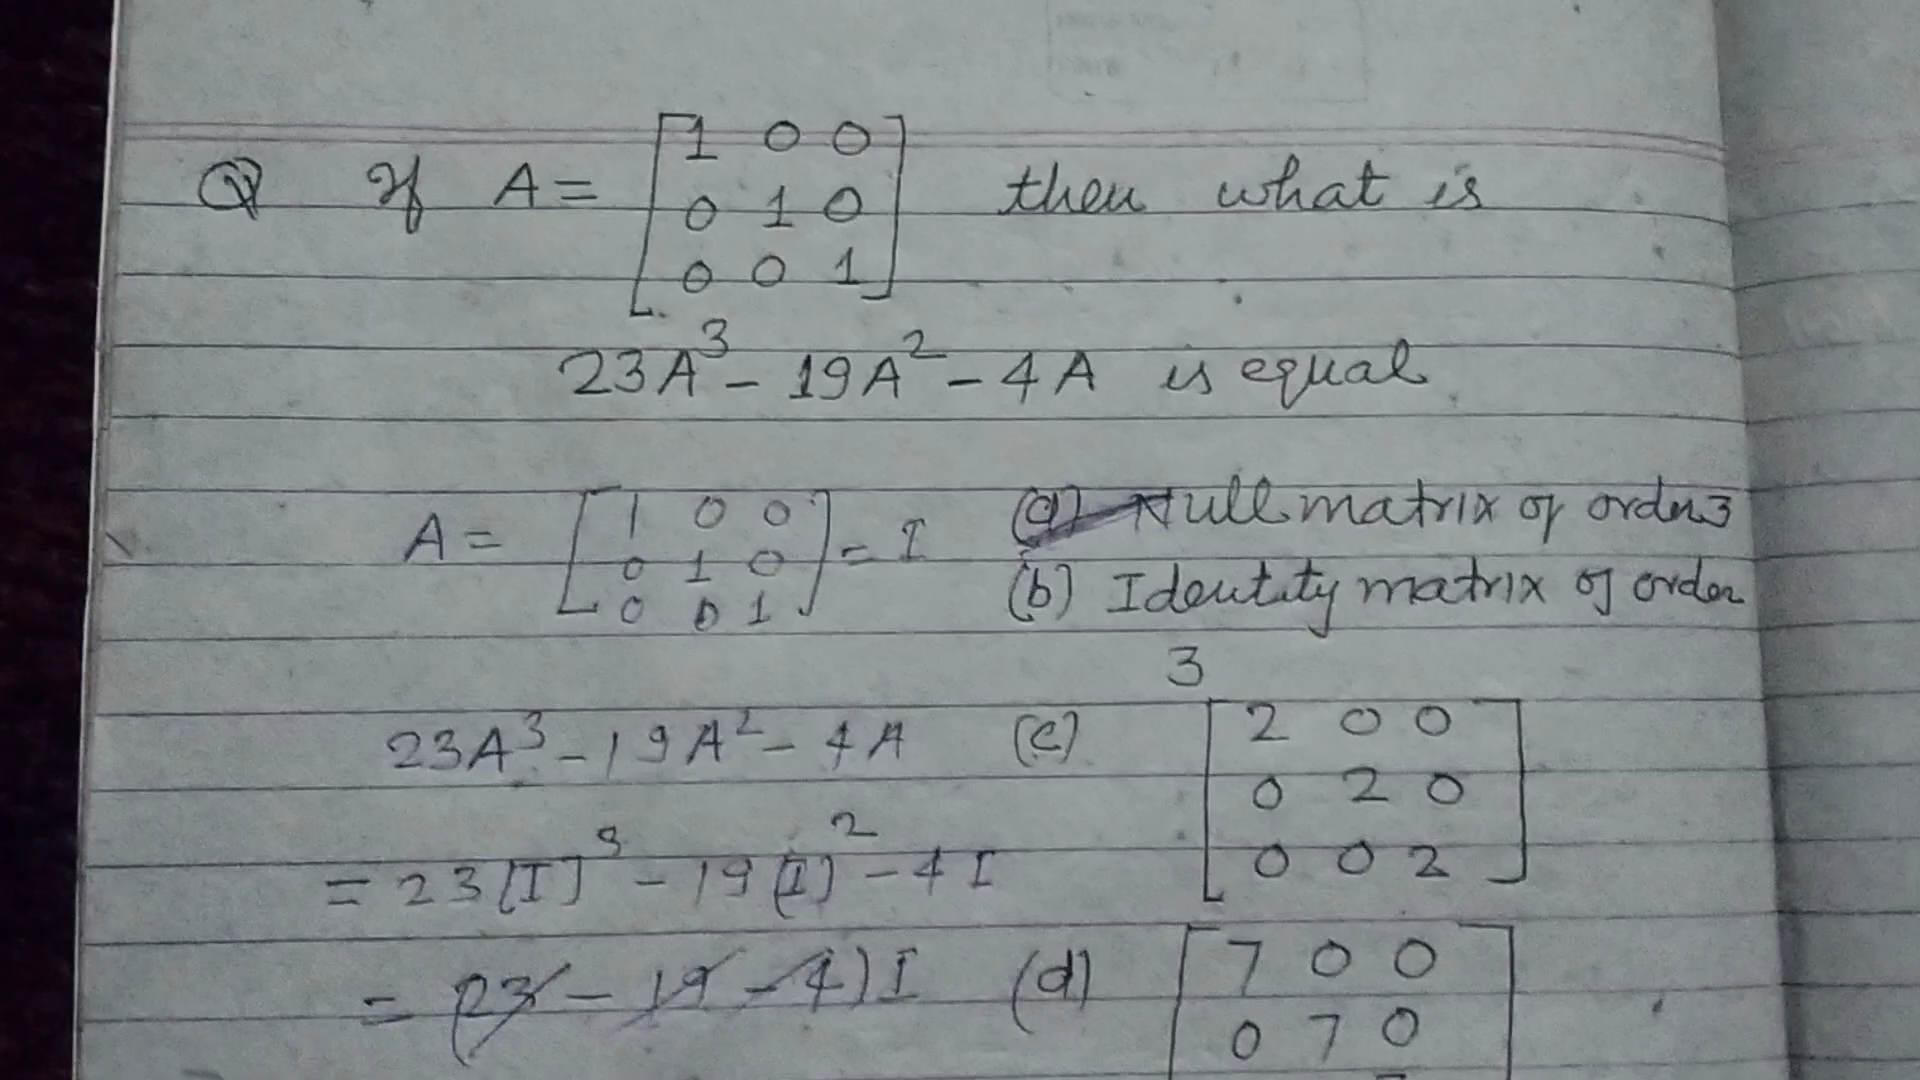 Q If A = [1 0 0
0 1 0
0 0 1] then what is
23A³ - 19A² - 4A is equal
A = [1 0 0
0 1 0
0 0 1] = I
(a) Null matrix of order 3
(b) Identity matrix of order
3
23A³ - 19A² - 4A
(c) [2 0 0
0 2 0
0 0 2]
= 23[I]³ - 19(I)² - 4I
= (23 - 19 - 4)I
(d) [7 0 0
0 7 0